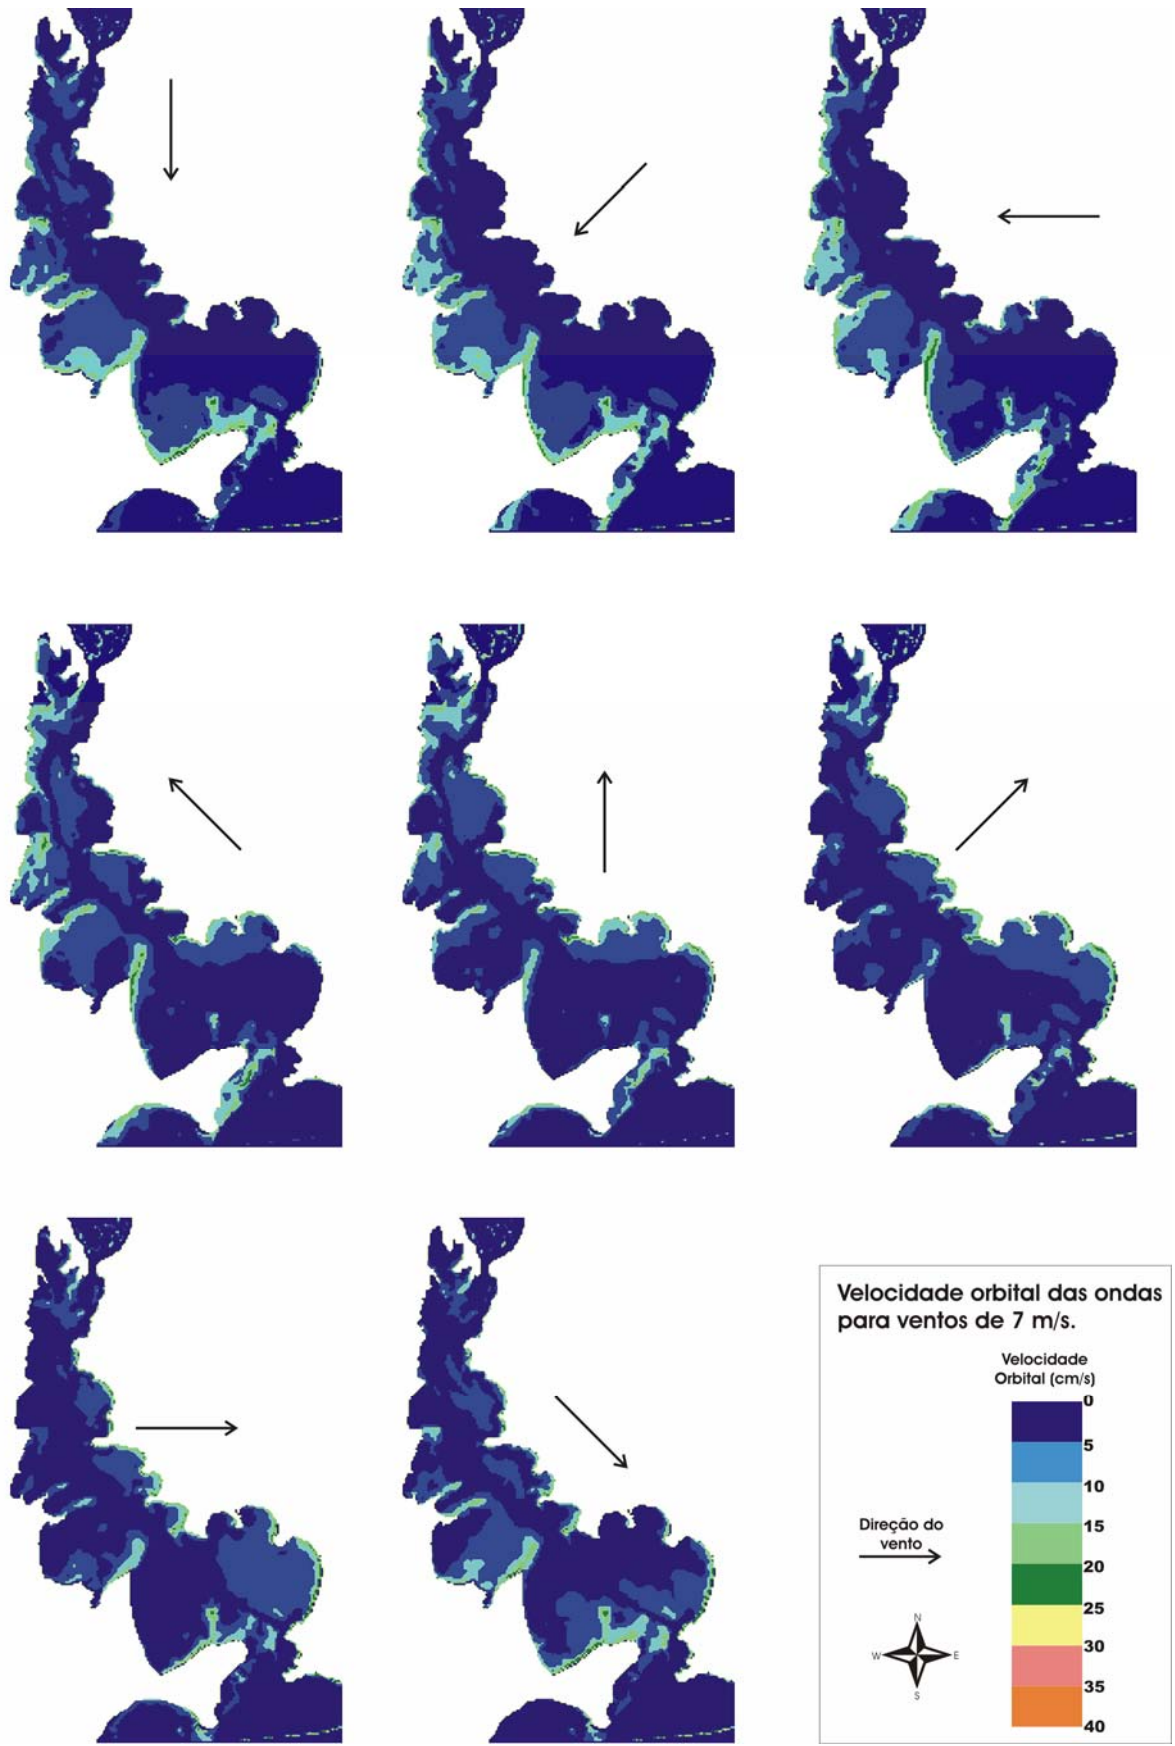 Velocidade orbital das ondas
para ventos de 7 m/s.
Velocidade
Orbital (cm/s)
0
5
10
15
20
25
30
35
40
Direção do
vento
N
W E
S